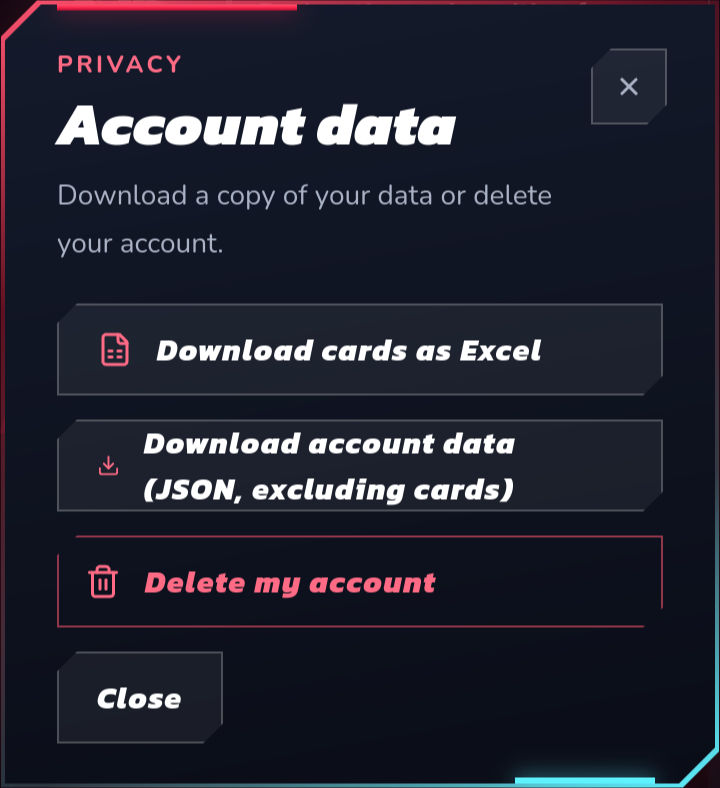 PRIVACY
Account data
Download a copy of your data or delete
your account.
Download cards as Excel
Download account data
(JSON, excluding cards)
Delete my account
Close